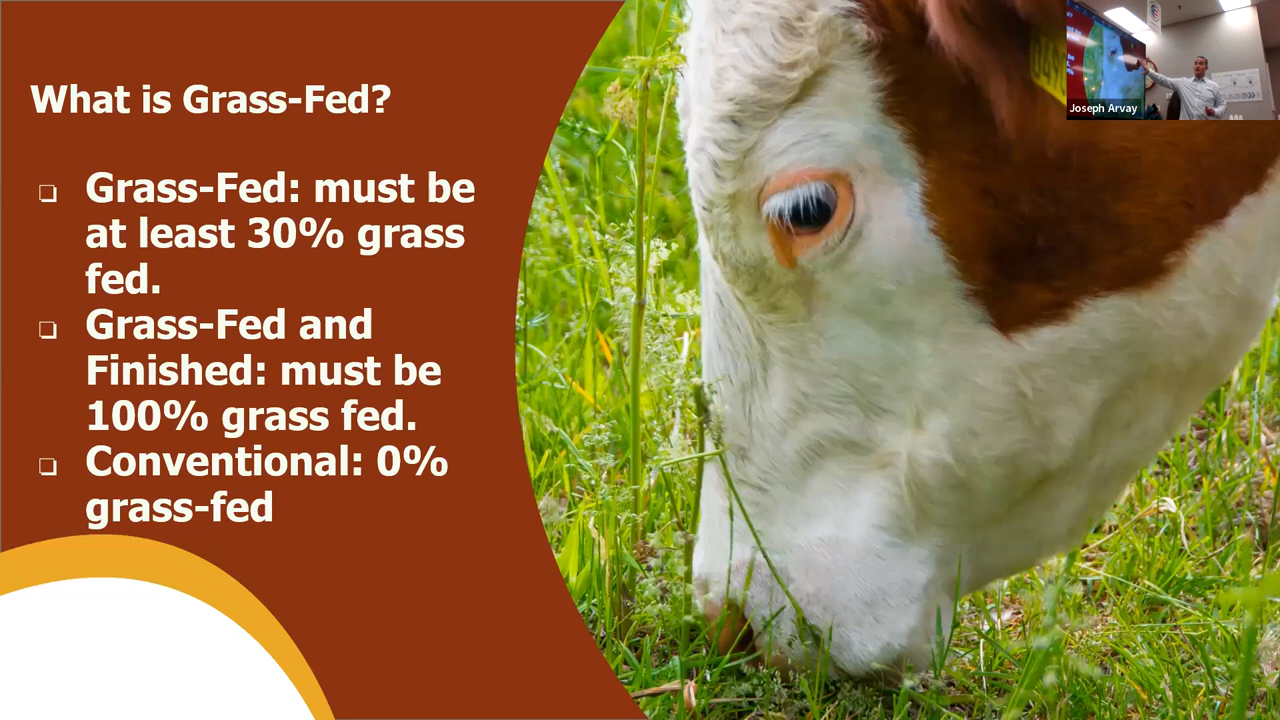 What is Grass-Fed?
❏ Grass-Fed: must be
at least 30% grass
fed.
❏ Grass-Fed and
Finished: must be
100% grass fed.
❏ Conventional: 0%
grass-fed
Joseph Arvay